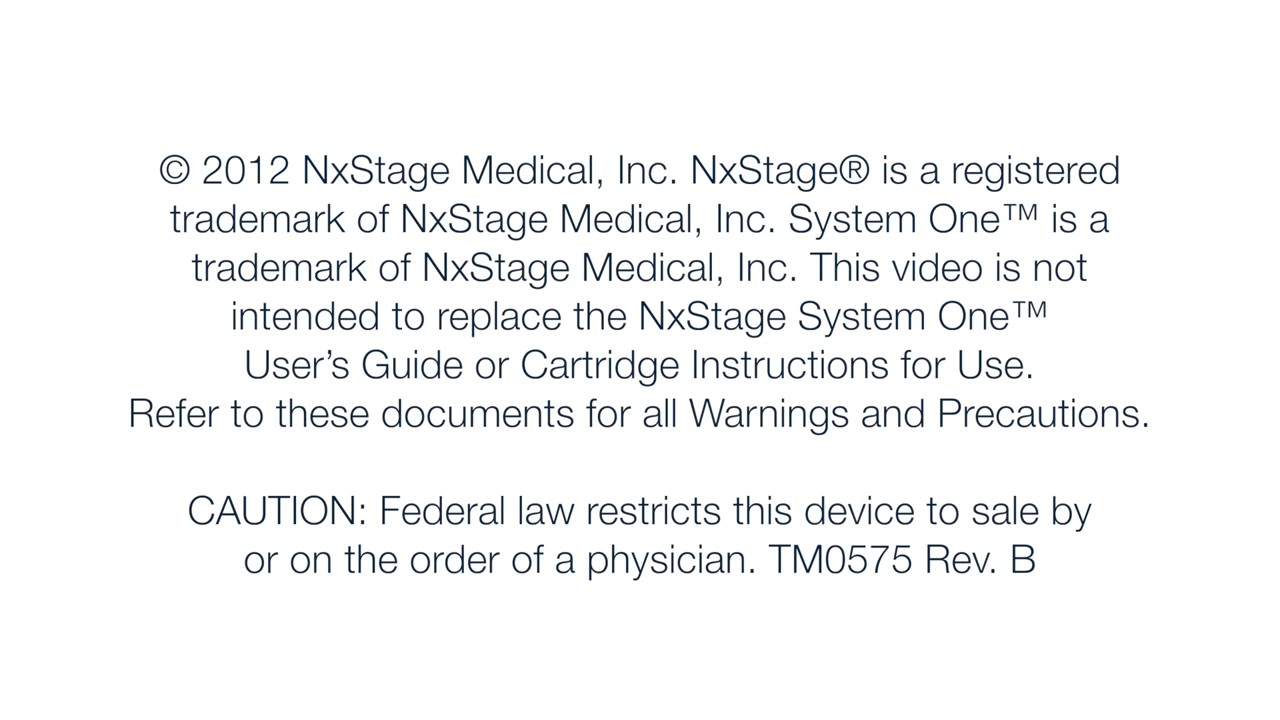 © 2012 NxStage Medical, Inc. NxStage® is a registered
trademark of NxStage Medical, Inc. System One™ is a
trademark of NxStage Medical, Inc. This video is not
intended to replace the NxStage System One™
User’s Guide or Cartridge Instructions for Use.
Refer to these documents for all Warnings and Precautions.
CAUTION: Federal law restricts this device to sale by
or on the order of a physician. TM0575 Rev. B